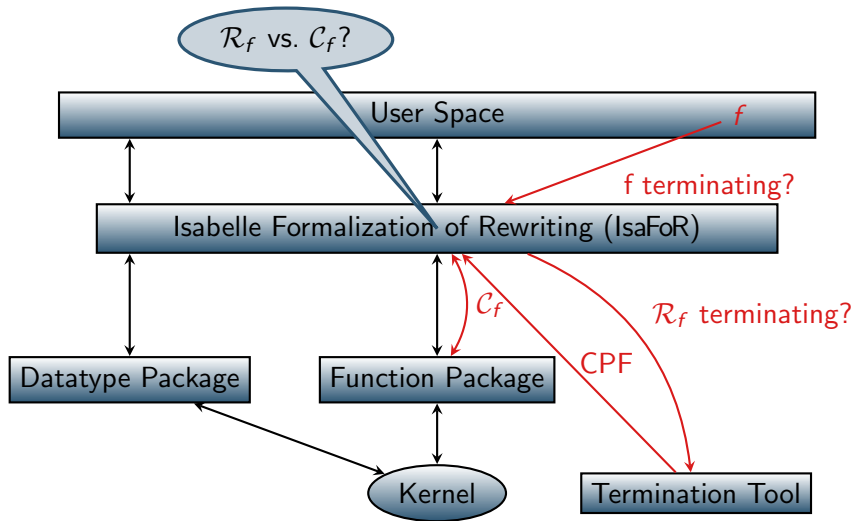 𝓡_f vs. 𝓒_f?
User Space
f
f terminating?
Isabelle Formalization of Rewriting (IsaFoR)
𝓒_f
𝓡_f terminating?
CPF
Datatype Package
Function Package
Kernel
Termination Tool